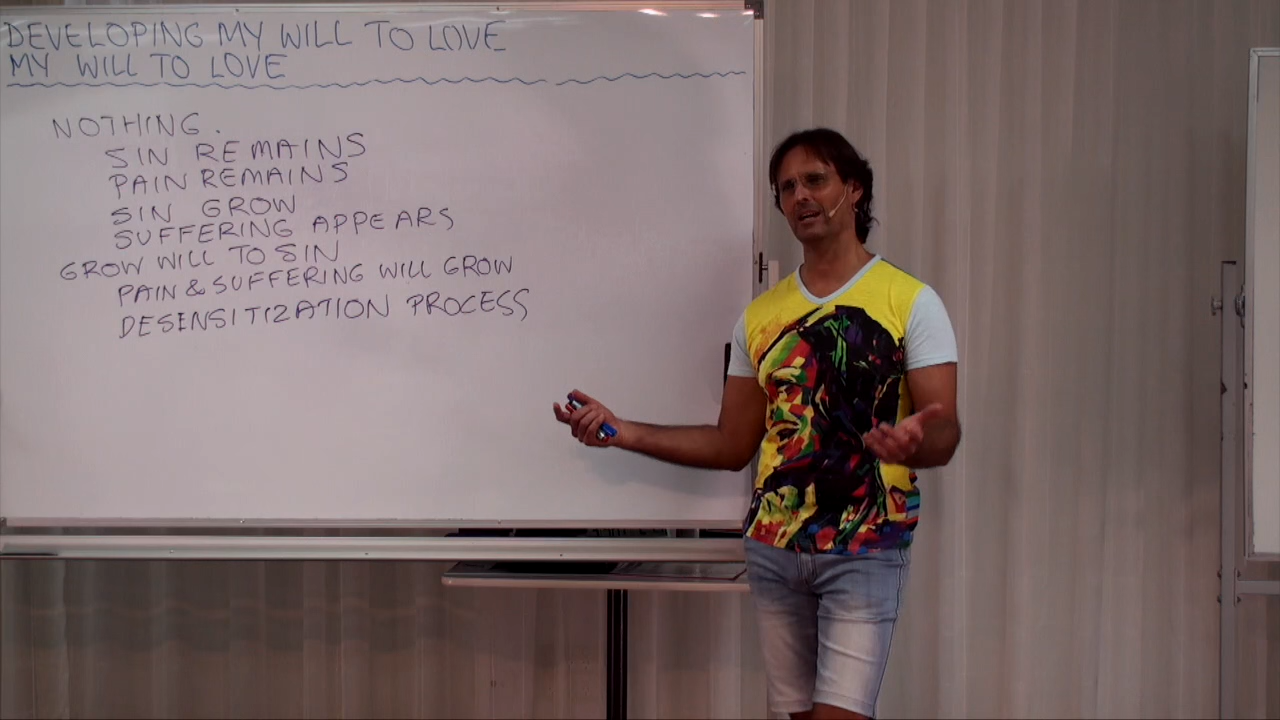 DEVELOPING MY WILL TO LOVE
MY WILL TO LOVE
NOTHING.
SIN REMAINS
PAIN REMAINS
SIN GROW
SUFFERING APPEARS
GROW WILL TO SIN
PAIN & SUFFERING WILL GROW
DESENSITIZATION PROCESS